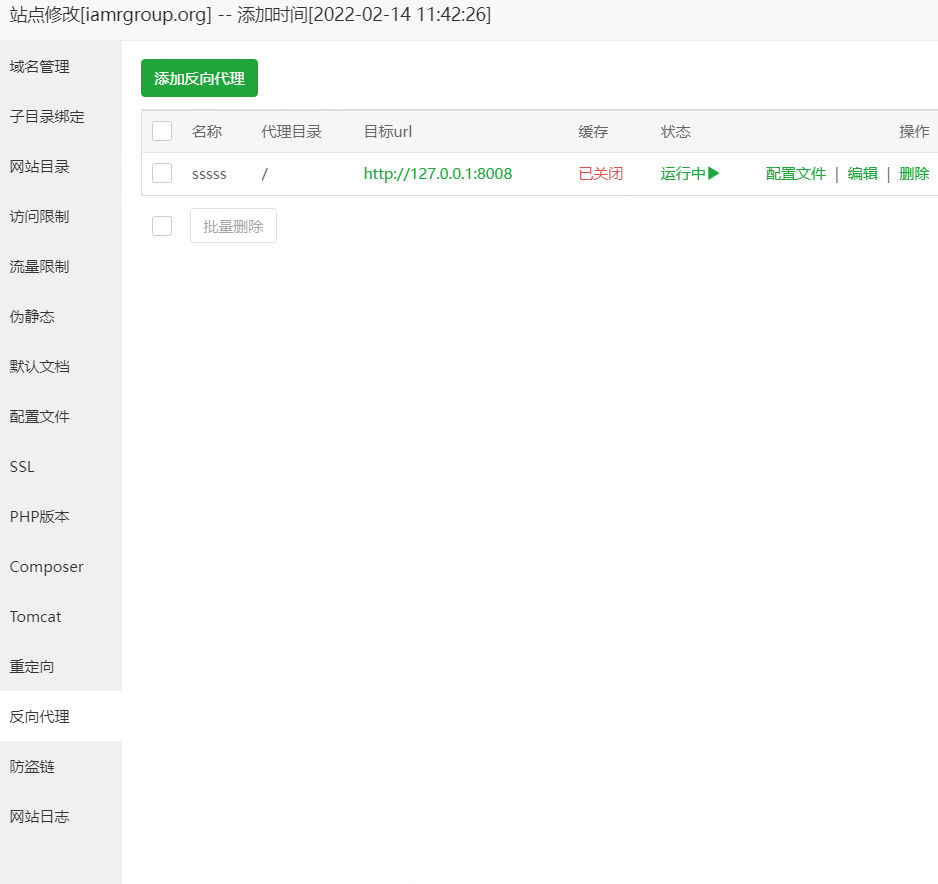 站点修改[iamrgroup.org] -- 添加时间[2022-02-14 11:42:26]
域名管理
子目录绑定
网站目录
访问限制
流量限制
伪静态
默认文档
配置文件
SSL
PHP版本
Composer
Tomcat
重定向
反向代理
防盗链
网站日志
添加反向代理
名称 代理目录 目标url 缓存 状态 操作
sssss / http://127.0.0.1:8008 已关闭 运行中 配置文件 | 编辑 | 删除
批量删除